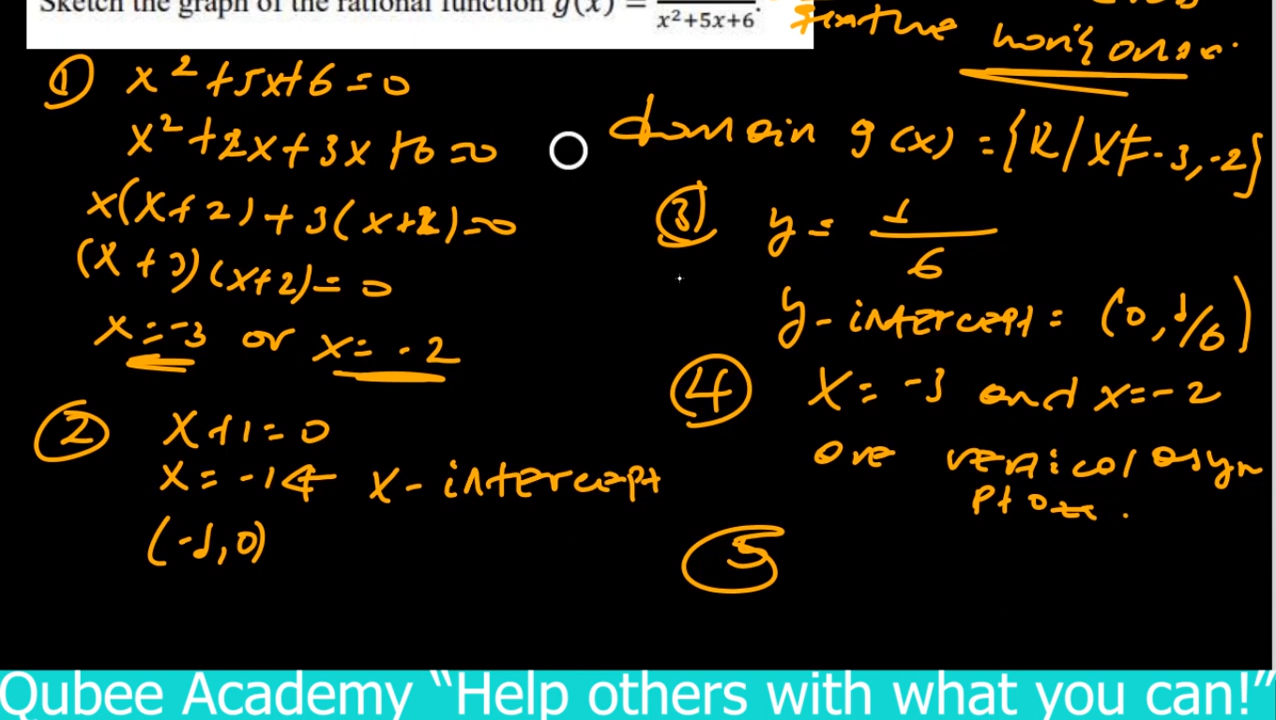 Sketch the graph of the rational function g(x) =
x²+5x+6.
① x² + 5x + 6 = 0
x² + 2x + 3x + 6 = 0
x(x + 2) + 3(x + 2) = 0
(x + 3)(x + 2) = 0
x = -3 or x = -2
② x + 1 = 0
x = -1 ← x-intercept
(-1, 0)
the horizontal
domain g(x) = {R/x≠-3, -2}
③ y = 1/6
y-intercept = (0, 1/6)
④ x = -3 and x = -2
are vertical asym
ptote.
⑤
Qubee Academy “Help others with what you can!”